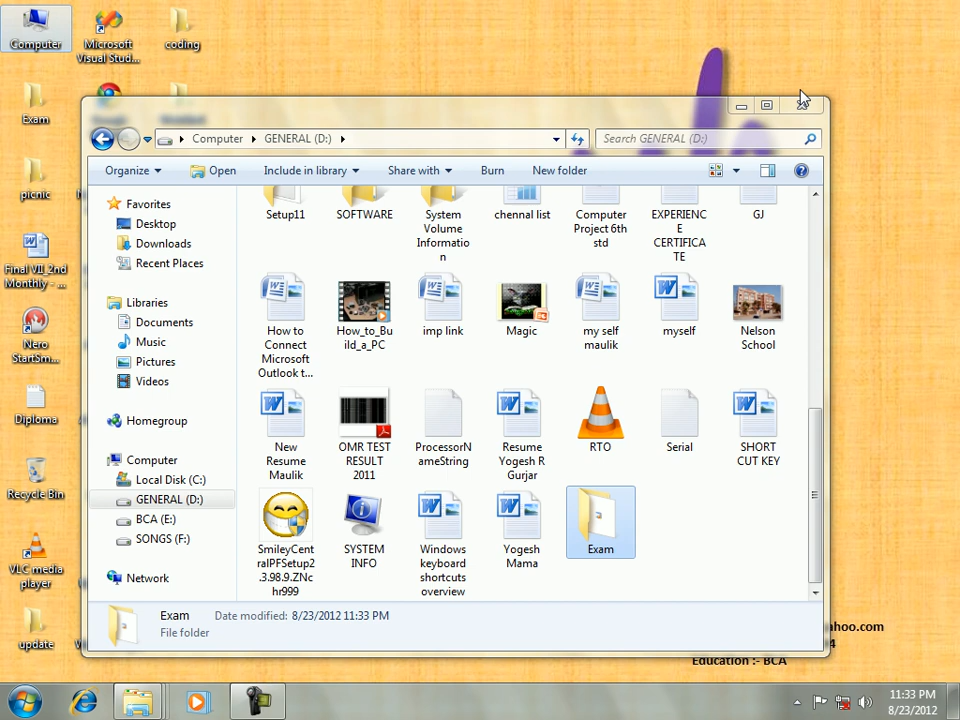 Computer
Microsoft
Visual Stud...
coding
Exam
picnic
Final VII_2nd
Monthly - ...
Nero
StartSm...
Diploma
Recycle Bin
VLC media
player
update
Computer
GENERAL (D:)
Search GENERAL (D:)
Organize
Open
Include in library
Share with
Burn
New folder
Favorites
Desktop
Downloads
Recent Places
Libraries
Documents
Music
Pictures
Videos
Homegroup
Computer
Local Disk (C:)
GENERAL (D:)
BCA (E:)
SONGS (F:)
Network
Setup11
SOFTWARE
System
Volume
Informatio
n
chennal list
Computer
Project 6th
std
EXPERIENC
E
CERTIFICA
TE
GJ
How to
Connect
Microsoft
Outlook t...
How_to_Bu
ild_a_PC
imp link
Magic
my self
maulik
myself
Nelson
School
New
Resume
Maulik
OMR TEST
RESULT
2011
ProcessorN
ameString
Resume
Yogesh R
Gurjar
RTO
Serial
SHORT
CUT KEY
SmileyCent
ralPFSetup2
.3.98.9.ZNc
hr999
SYSTEM
INFO
Windows
keyboard
shortcuts
overview
Yogesh
Mama
Exam
Exam
Date modified: 8/23/2012 11:33 PM
File folder
ahoo.com
4
Education :- BCA
11:33 PM
8/23/2012